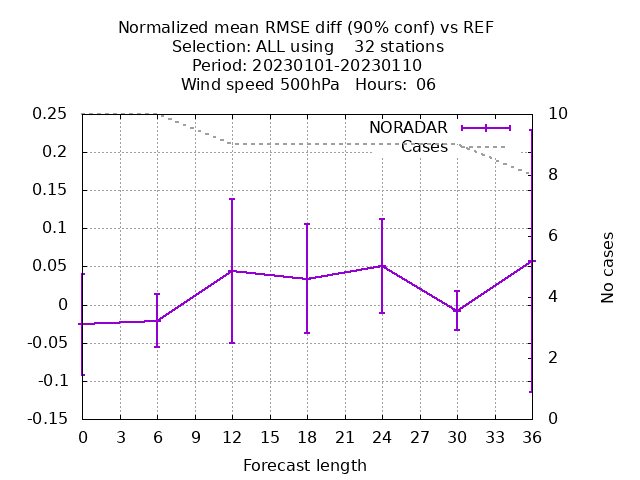 Normalized mean RMSE diff (90% conf) vs REF
Selection: ALL using    32 stations
Period: 20230101-20230110
Wind speed 500hPa   Hours:  06
0.25
0.2
0.15
0.1
0.05
0
-0.05
-0.1
-0.15
NORADAR
Cases
10
8
6
4
2
0
No cases
0 3 6 9 12 15 18 21 24 27 30 33 36
Forecast length